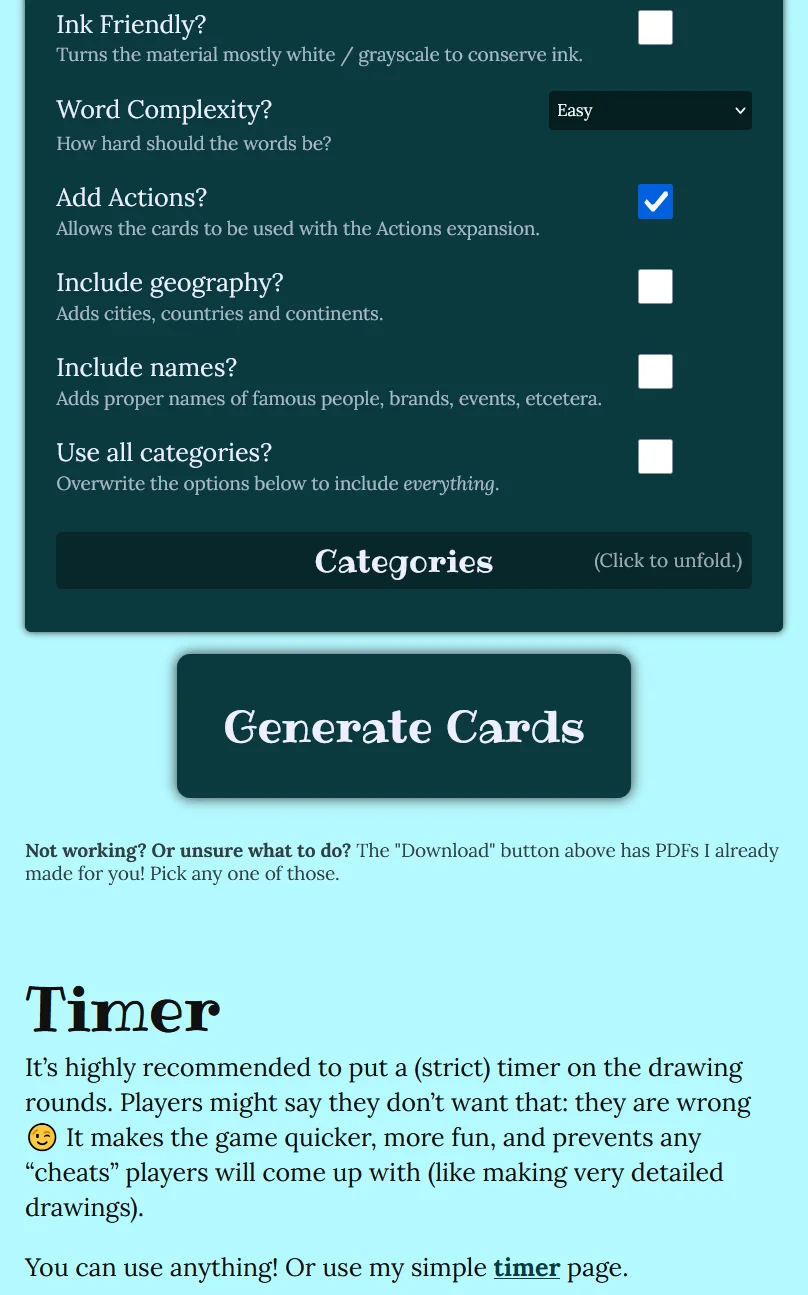 Ink Friendly?
Turns the material mostly white / grayscale to conserve ink.
Word Complexity?
Easy
How hard should the words be?
Add Actions?
Allows the cards to be used with the Actions expansion.
Include geography?
Adds cities, countries and continents.
Include names?
Adds proper names of famous people, brands, events, etcetera.
Use all categories?
Overwrite the options below to include everything.
Categories
(Click to unfold.)
Generate Cards
Not working? Or unsure what to do? The "Download" button above has PDFs I already
made for you! Pick any one of those.
Timer
It’s highly recommended to put a (strict) timer on the drawing
rounds. Players might say they don’t want that: they are wrong
😉 It makes the game quicker, more fun, and prevents any
“cheats” players will come up with (like making very detailed
drawings).
You can use anything! Or use my simple timer page.